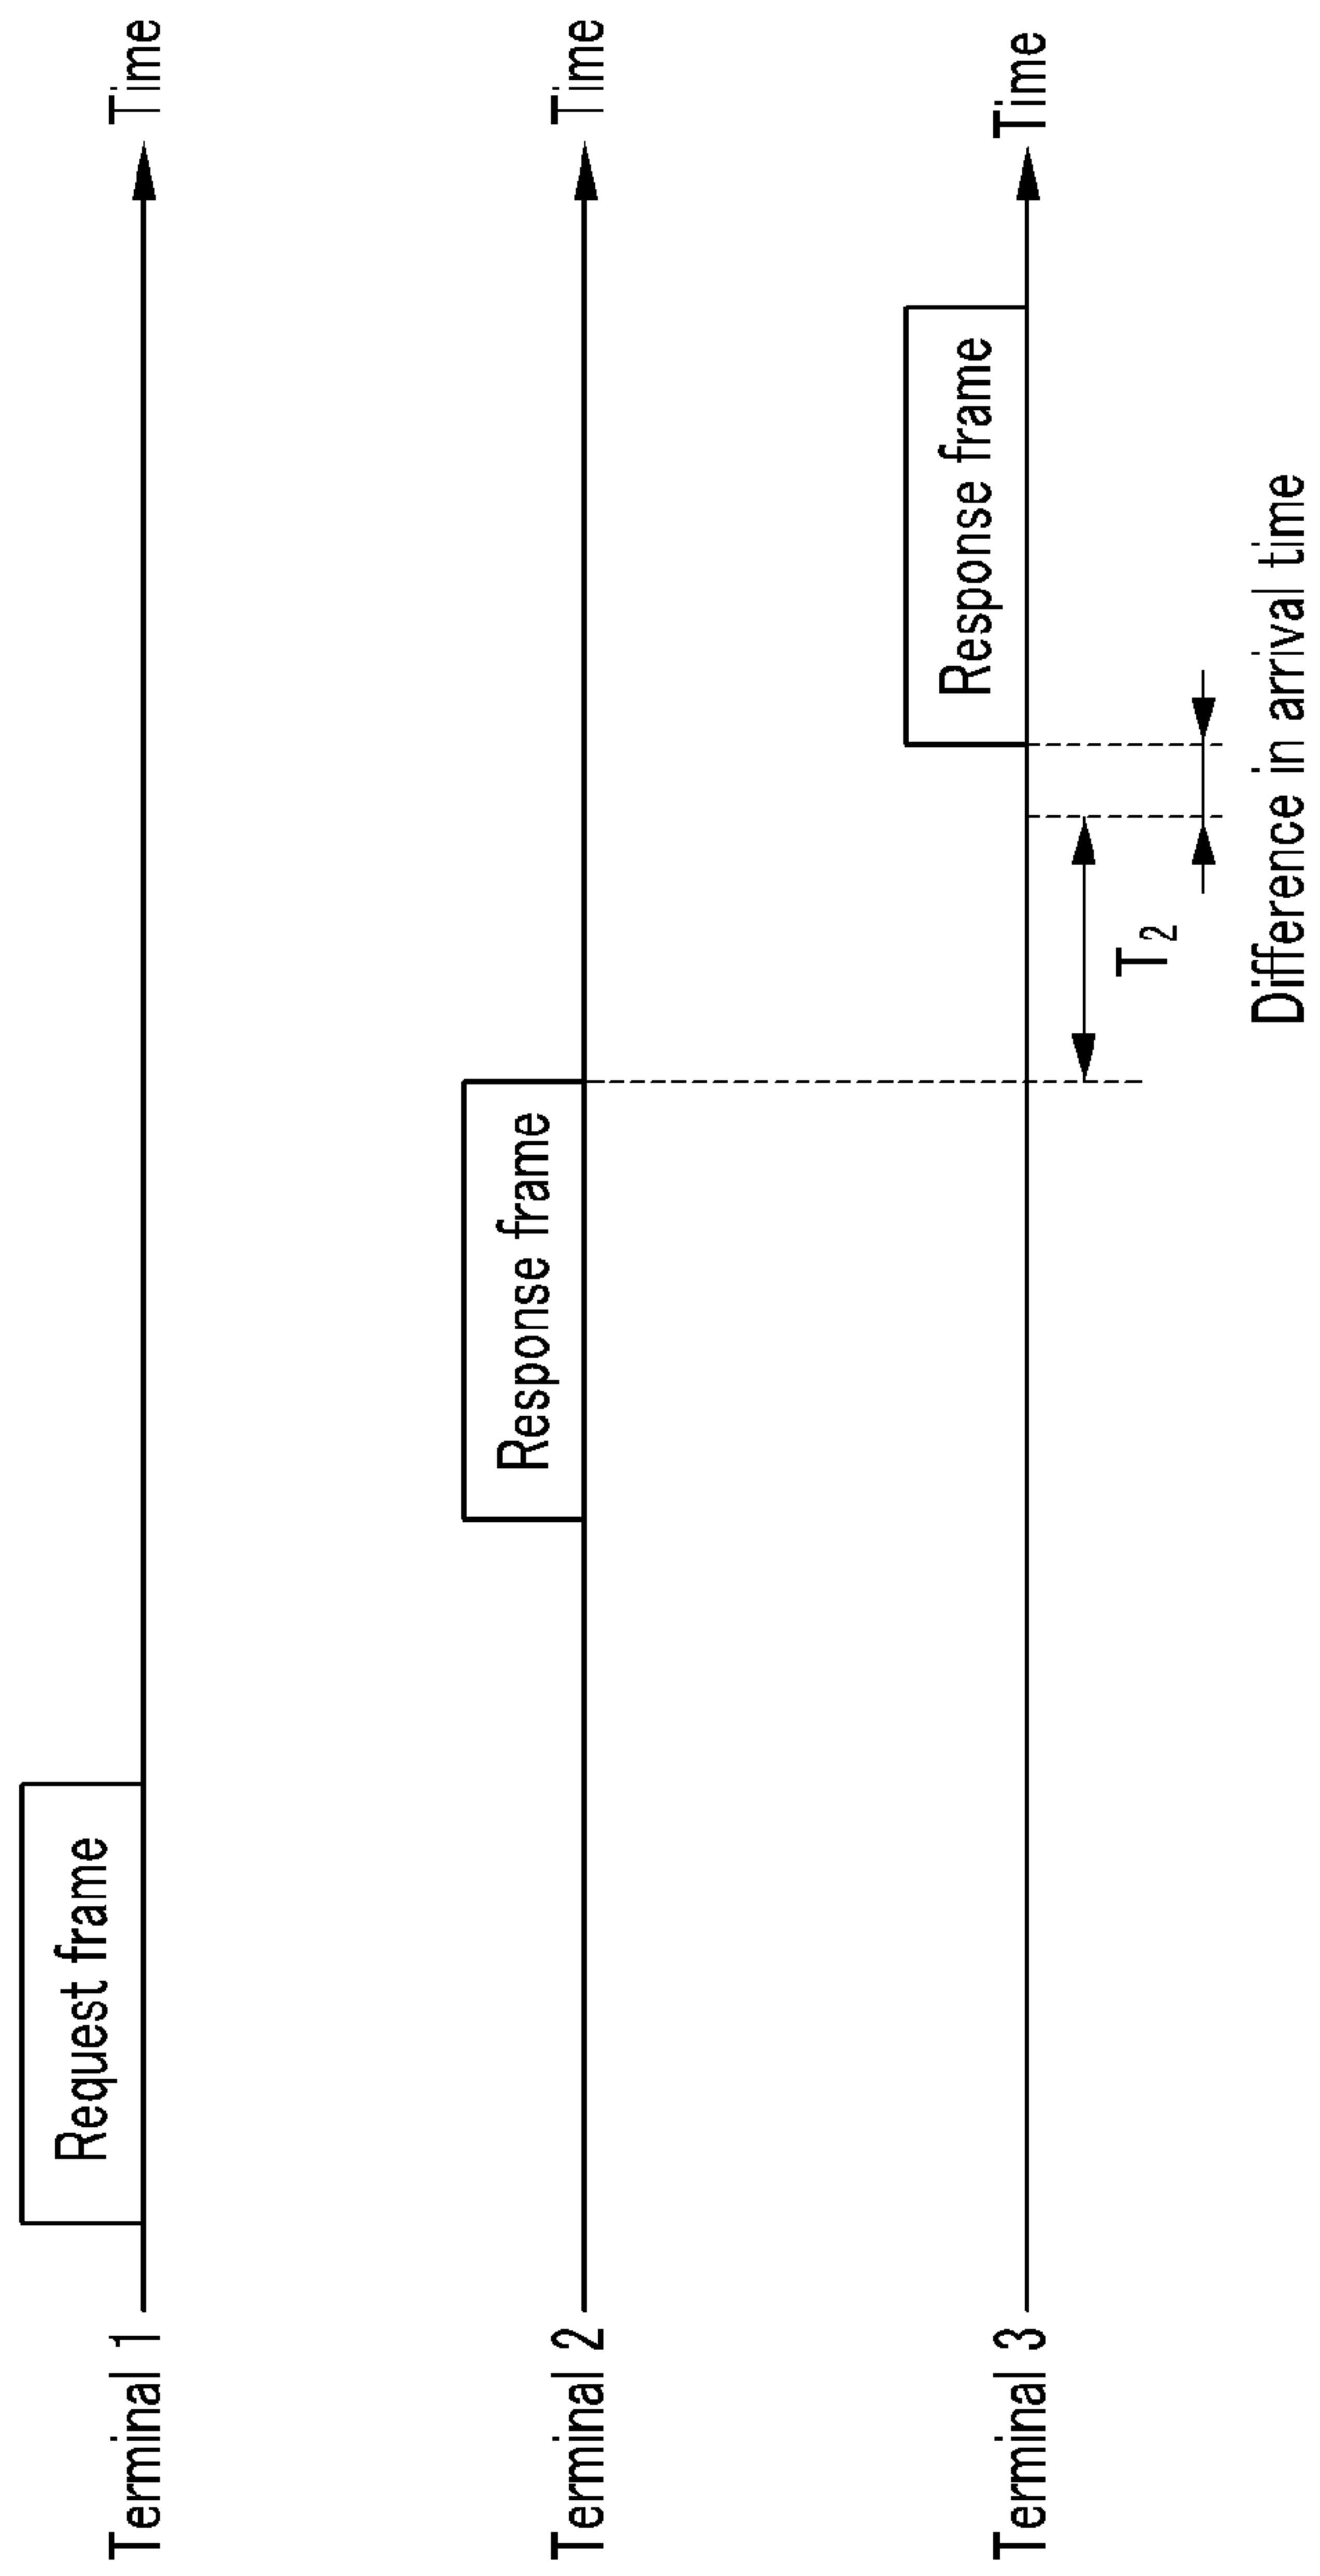 Request frame
Terminal 1
Time
Response frame
Terminal 2
Time
Response frame
Terminal 3
Time
T2
Difference in arrival time